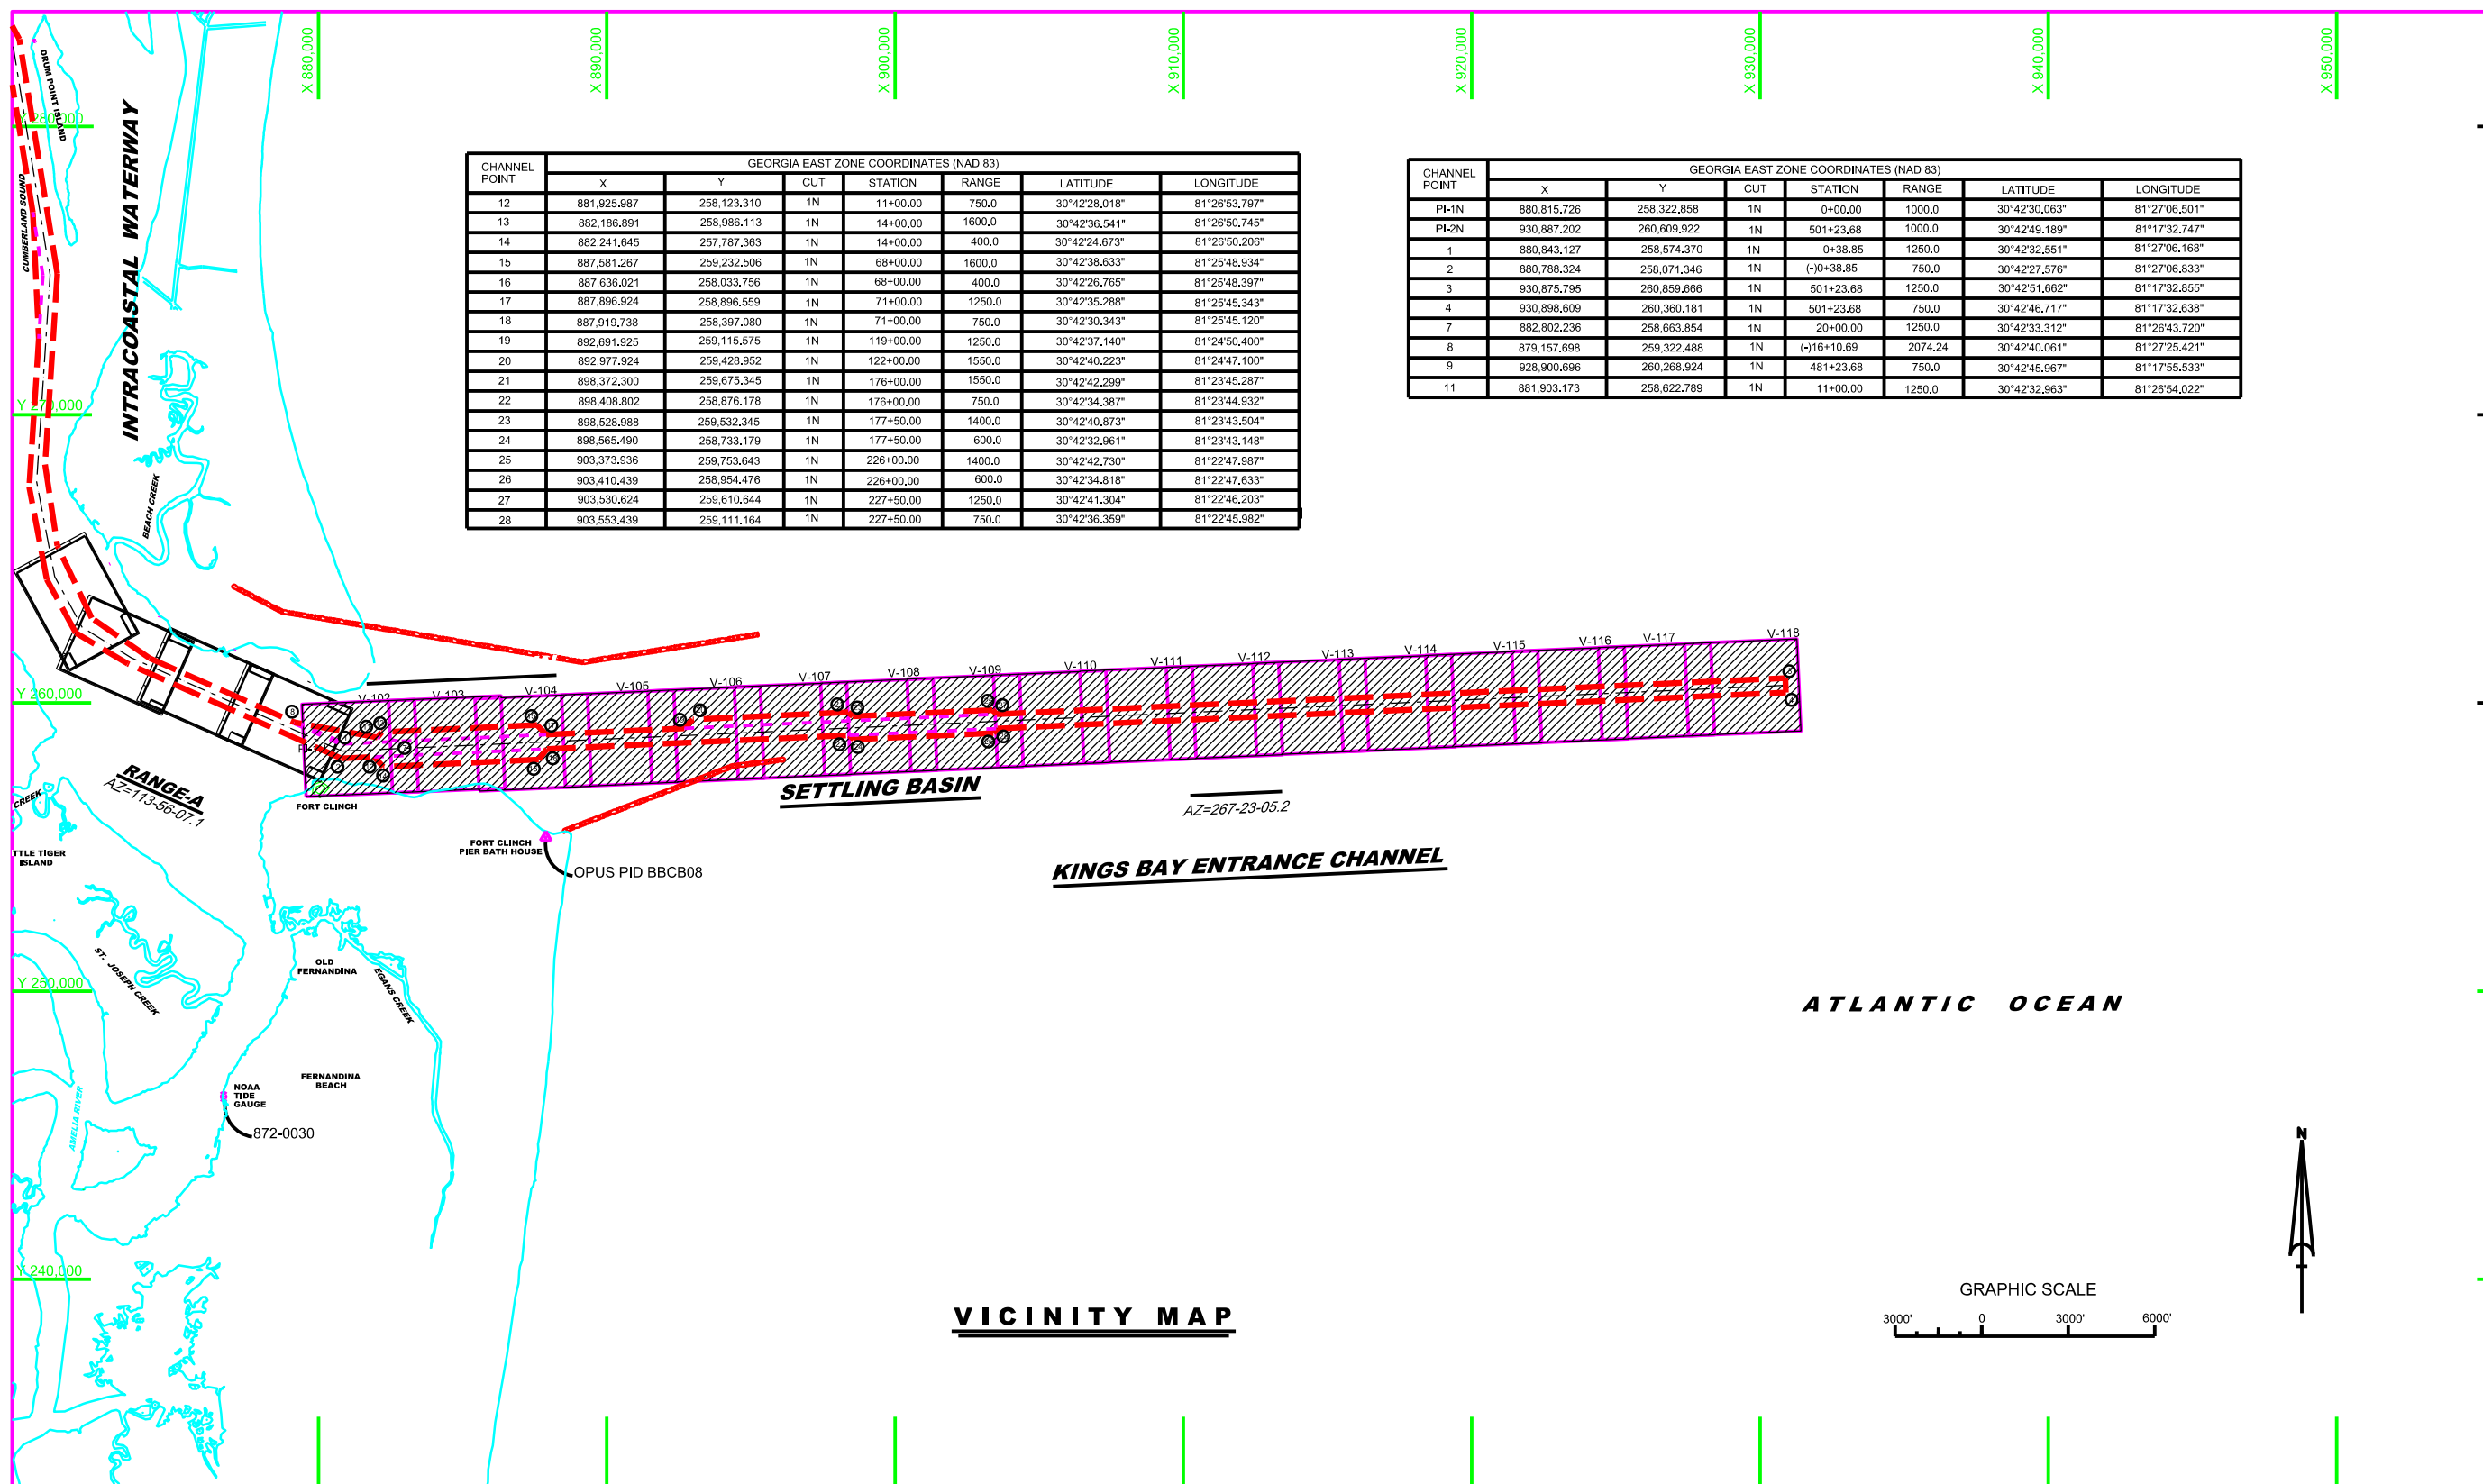 X 880,000
X 890,000
X 900,000
X 910,000
X 920,000
X 930,000
X 940,000
X 950,000
DRUM POINT ISLAND
Y 280,000
INTRACOASTAL WATERWAY
CUMBERLAND SOUND
CHANNEL POINT GEORGIA EAST ZONE COORDINATES (NAD 83)
X Y CUT STATION RANGE LATITUDE LONGITUDE
12 881,925.987 258,123.310 1N 11+00.00 750.0 30°42'28.018" 81°26'53.797"
13 882,186.891 258,986.113 1N 14+00.00 1600.0 30°42'36.541" 81°26'50.745"
14 882,241.645 257,787.363 1N 14+00.00 400.0 30°42'24.673" 81°26'50.206"
15 887,581.267 259,232.506 1N 68+00.00 1600.0 30°42'38.633" 81°25'48.934"
16 887,636.021 258,033.756 1N 68+00.00 400.0 30°42'26.765" 81°25'48.397"
17 887,896.924 258,896.559 1N 71+00.00 1250.0 30°42'35.288" 81°25'45.343"
18 887,919.738 258,397.080 1N 71+00.00 750.0 30°42'30.343" 81°25'45.120"
19 892,691.925 259,115.575 1N 119+00.00 1250.0 30°42'37.140" 81°24'50.400"
20 892,977.924 259,428.952 1N 122+00.00 1550.0 30°42'40.223" 81°24'47.100"
21 898,372.300 259,675.345 1N 176+00.00 1550.0 30°42'42.299" 81°23'45.287"
22 898,408.802 258,876.178 1N 176+00.00 750.0 30°42'34.387" 81°23'44.932"
23 898,528.988 259,532.345 1N 177+50.00 1400.0 30°42'40.873" 81°23'43.504"
24 898,565.490 258,733.179 1N 177+50.00 600.0 30°42'32.961" 81°23'43.148"
25 903,373.936 259,753.643 1N 226+00.00 1400.0 30°42'42.730" 81°22'47.987"
26 903,410.439 258,954.476 1N 226+00.00 600.0 30°42'34.818" 81°22'47.633"
27 903,530.624 259,610.644 1N 227+50.00 1250.0 30°42'41.304" 81°22'46.203"
28 903,553.439 259,111.164 1N 227+50.00 750.0 30°42'36.359" 81°22'45.982"
CHANNEL POINT GEORGIA EAST ZONE COORDINATES (NAD 83)
X Y CUT STATION RANGE LATITUDE LONGITUDE
PI-1N 880,815.726 258,322.858 1N 0+00.00 1000.0 30°42'30.063" 81°27'06.501"
PI-2N 930,887.202 260,609.922 1N 501+23.68 1000.0 30°42'49.189" 81°17'32.747"
1 880,843.127 258,574.370 1N 0+38.85 1250.0 30°42'32.551" 81°27'06.168"
2 880,788.324 258,071.346 1N (-)0+38.85 750.0 30°42'27.576" 81°27'06.833"
3 930,875.795 260,859.666 1N 501+23.68 1250.0 30°42'51.662" 81°17'32.855"
4 930,898.609 260,360.181 1N 501+23.68 750.0 30°42'46.717" 81°17'32.638"
7 882,802.236 258,663.854 1N 20+00.00 1250.0 30°42'33.312" 81°26'43.720"
8 879,157.698 259,322.488 1N (-)16+10.69 2074.24 30°42'40.061" 81°27'25.421"
9 928,900.696 260,268.924 1N 481+23.68 750.0 30°42'45.967" 81°17'55.533"
11 881,903.173 258,622.789 1N 11+00.00 1250.0 30°42'32.963" 81°26'54.022"
Y 270,000
BEACH CREEK
Y 260,000
V-102
V-103
V-104
V-105
V-106
V-107
V-108
V-109
V-110
V-111
V-112
V-113
V-114
V-115
V-116
V-117
V-118
RANGE-A
AZ=113-56-07.1
FORT CLINCH
SETTLING BASIN
AZ=267-23-05.2
CREEK
TTLE TIGER
ISLAND
FORT CLINCH
PIER BATH HOUSE
OPUS PID BBCB08
KINGS BAY ENTRANCE CHANNEL
Y 250,000
ST. JOSEPH CREEK
OLD
FERNANDINA
EGANS CREEK
ATLANTIC OCEAN
FERNANDINA
BEACH
NOAA
TIDE
GAUGE
872-0030
AMELIA RIVER
N
Y 240,000
VICINITY MAP
GRAPHIC SCALE
3000' 0 3000' 6000'